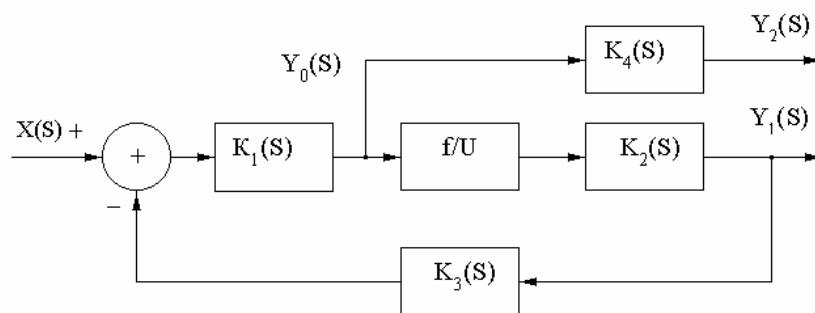 Y₂(S)
K₄(S)
Y₀(S)
Y₁(S)
X(S) +
+
K₁(S)
f/U
K₂(S)
−
K₃(S)